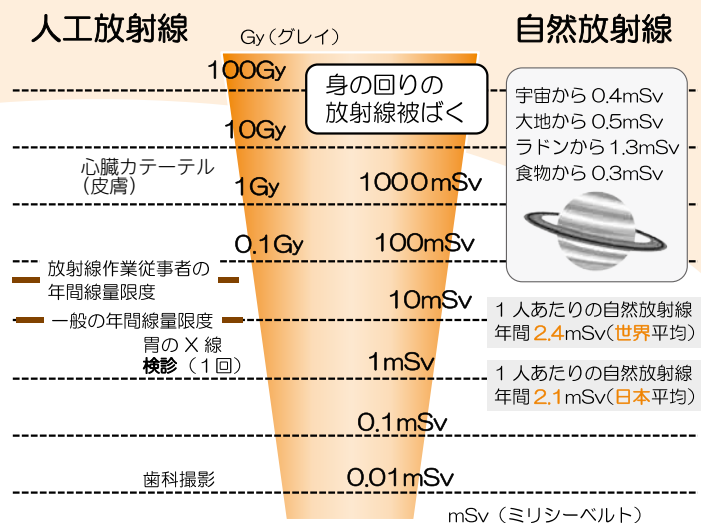 人工放射線
Gy(グレイ)
自然放射線
100Gy
身の回りの
放射線被ばく
宇宙から 0.4mSv
大地から 0.5mSv
ラドンから 1.3mSv
食物から 0.3mSv
10Gy
心臓カテーテル
(皮膚)
1Gy
1000mSv
0.1Gy
100mSv
放射線作業従事者の
年間線量限度
10mSv
一般の年間線量限度
1人あたりの自然放射線
年間2.4mSv(世界平均)
胃のX線
検診(1回)
1mSv
1人あたりの自然放射線
年間2.1mSv(日本平均)
0.1mSv
歯科撮影
0.01mSv
mSv(ミリシーベルト)